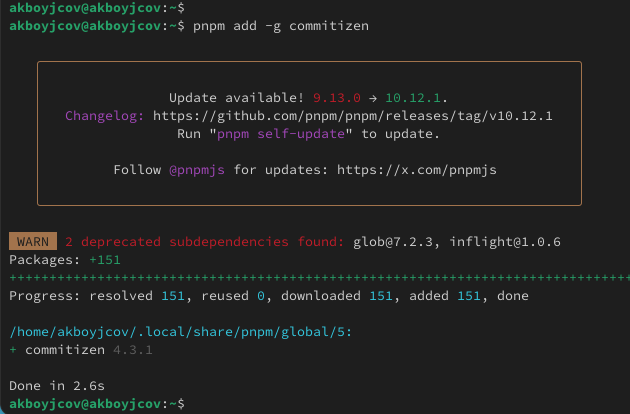 akboyjcov@akboyjcov:~$
akboyjcov@akboyjcov:~$ pnpm add -g commitizen
Update available! 9.13.0 → 10.12.1.
Changelog: https://github.com/pnpm/pnpm/releases/tag/v10.12.1
Run "pnpm self-update" to update.
Follow @pnpmjs for updates: https://x.com/pnpmjs
WARN 2 deprecated subdependencies found: glob@7.2.3, inflight@1.0.6
Packages: +151
++++++++++++++++++++++++++++++++++++++++++++++++++++++++++++++++++++++++++++++
Progress: resolved 151, reused 0, downloaded 151, added 151, done
/home/akboyjcov/.local/share/pnpm/global/5:
+ commitizen 4.3.1
Done in 2.6s
akboyjcov@akboyjcov:~$